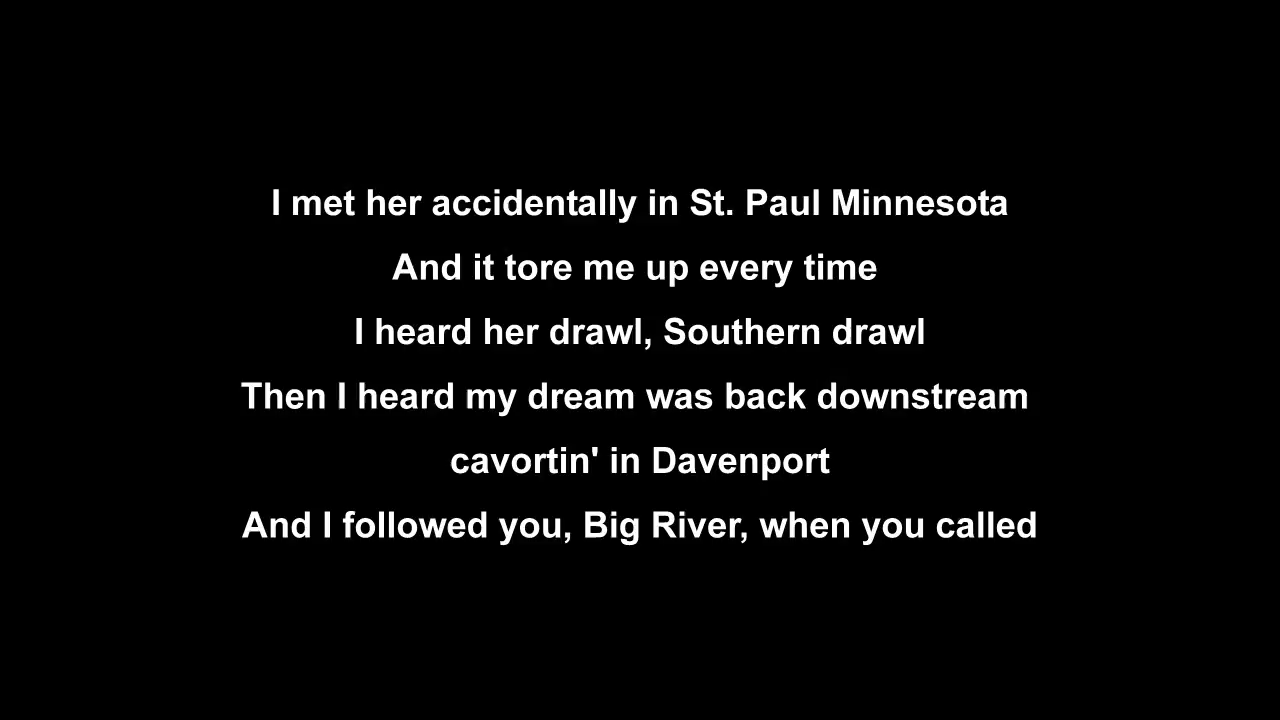 I met her accidentally in St. Paul Minnesota
And it tore me up every time
I heard her drawl, Southern drawl
Then I heard my dream was back downstream
cavortin' in Davenport
And I followed you, Big River, when you called